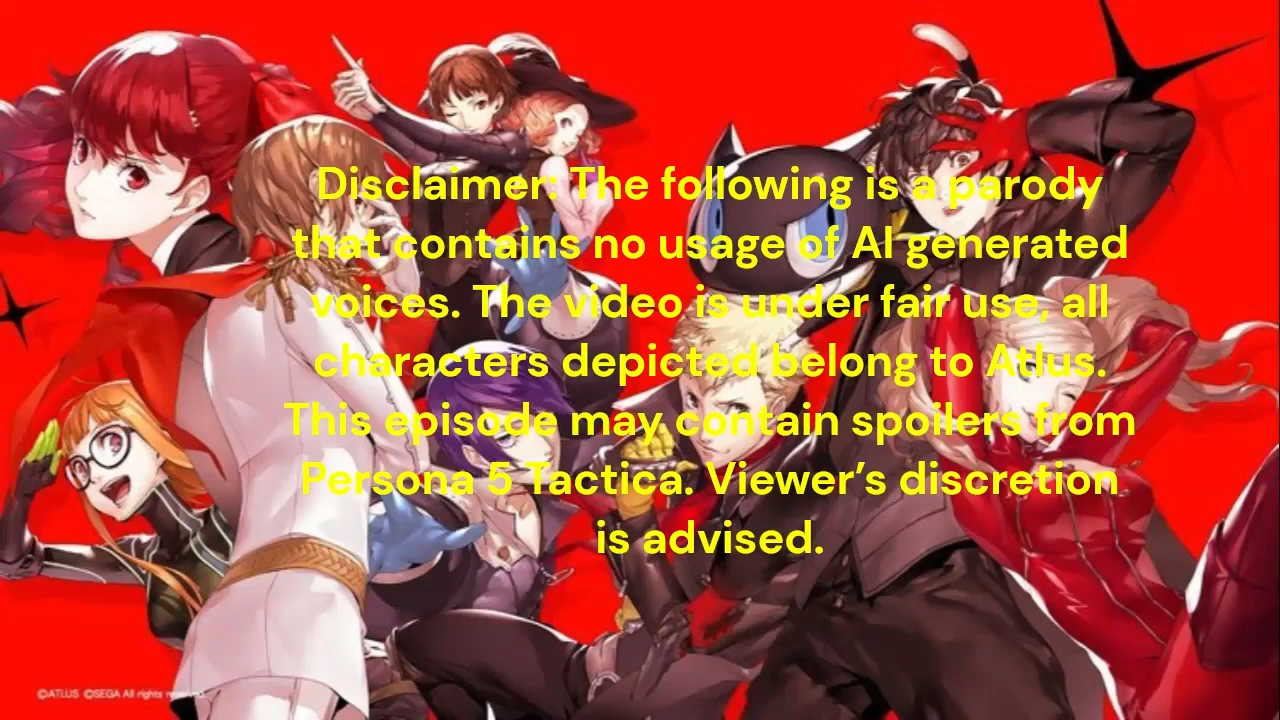 Disclaimer: The following is a parody
that contains no usage of AI generated
voices. The video is under fair use, all
characters depicted belong to Atlus.
This episode may contain spoilers from
Persona 5 Tactica. Viewer’s discretion
is advised.
©ATLUS ©SEGA All rights reserved.